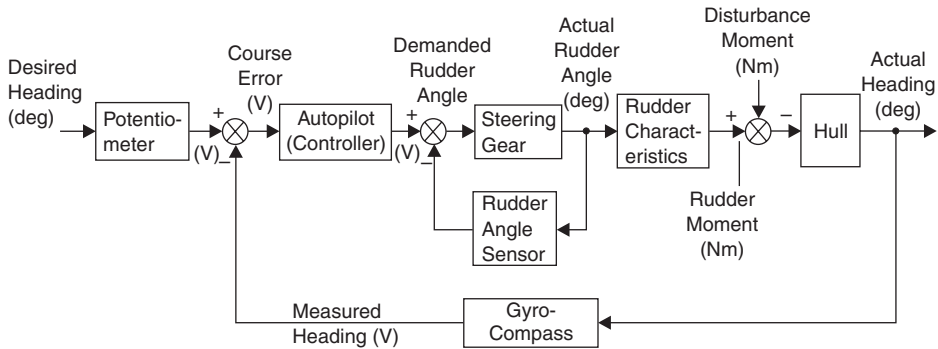 Desired
Heading
(deg)
Potentio-
meter
+
(V)
−
Course
Error
(V)
Autopilot
(Controller)
Demanded
Rudder
Angle
+
(V)
−
Steering
Gear
Actual
Rudder
Angle
(deg)
Rudder
Charact-
eristics
+
Disturbance
Moment
(Nm)
−
Hull
Actual
Heading
(deg)
Rudder
Moment
(Nm)
Rudder
Angle
Sensor
Measured
Heading (V)
Gyro-
Compass